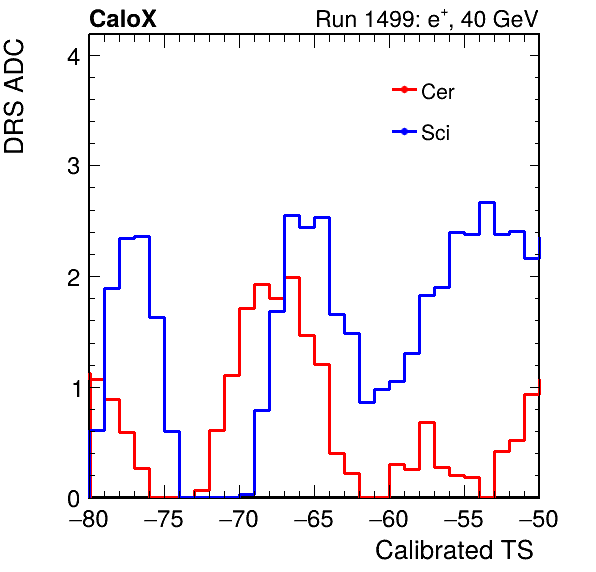 CaloX Run 1499: e⁺, 40 GeV
DRS ADC
4
3
2
1
0
Cer
Sci
−80 −75 −70 −65 −60 −55 −50
Calibrated TS